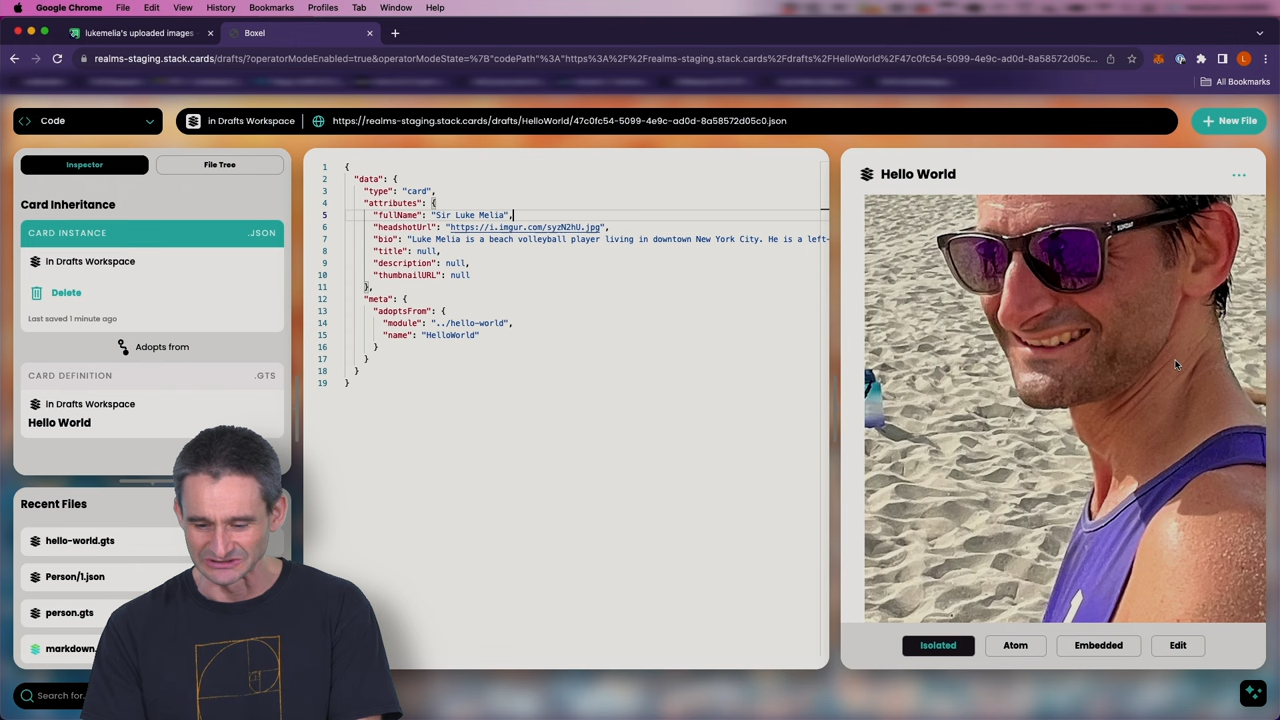 Google Chrome File Edit View History Bookmarks Profiles Tab Window Help
lukemelia's uploaded images
Boxel
realms-staging.stack.cards/drafts/?operatorModeEnabled=true&operatorModeState=%7B"codePath"%3A"https%3A%2F%2Frealms-staging.stack.cards%2Fdrafts%2FHelloWorld%2F47c0fc54-5099-4e9c-ad0d-8a58572d05c...
L
All Bookmarks
<> Code
in Drafts Workspace
https://realms-staging.stack.cards/drafts/HelloWorld/47c0fc54-5099-4e9c-ad0d-8a58572d05c0.json
+ New File
Inspector
File Tree
Card Inheritance
CARD INSTANCE .JSON
in Drafts Workspace
Delete
Last saved 1 minute ago
Adopts from
CARD DEFINITION .GTS
in Drafts Workspace
Hello World
Recent Files
hello-world.gts
Person/1.json
person.gts
markdown.
Search for..
1 {
2 "data": {
3 "type": "card",
4 "attributes": {
5 "fullName": "Sir Luke Melia",
6 "headshotUrl": "https://i.imgur.com/syzN2hU.jpg",
7 "bio": "Luke Melia is a beach volleyball player living in downtown New York City. He is a left-
8 "title": null,
9 "description": null,
10 "thumbnailURL": null
11 },
12 "meta": {
13 "adoptsFrom": {
14 "module": "../hello-world",
15 "name": "HelloWorld"
16 }
17 }
18 }
19 }
Hello World
Isolated
Atom
Embedded
Edit